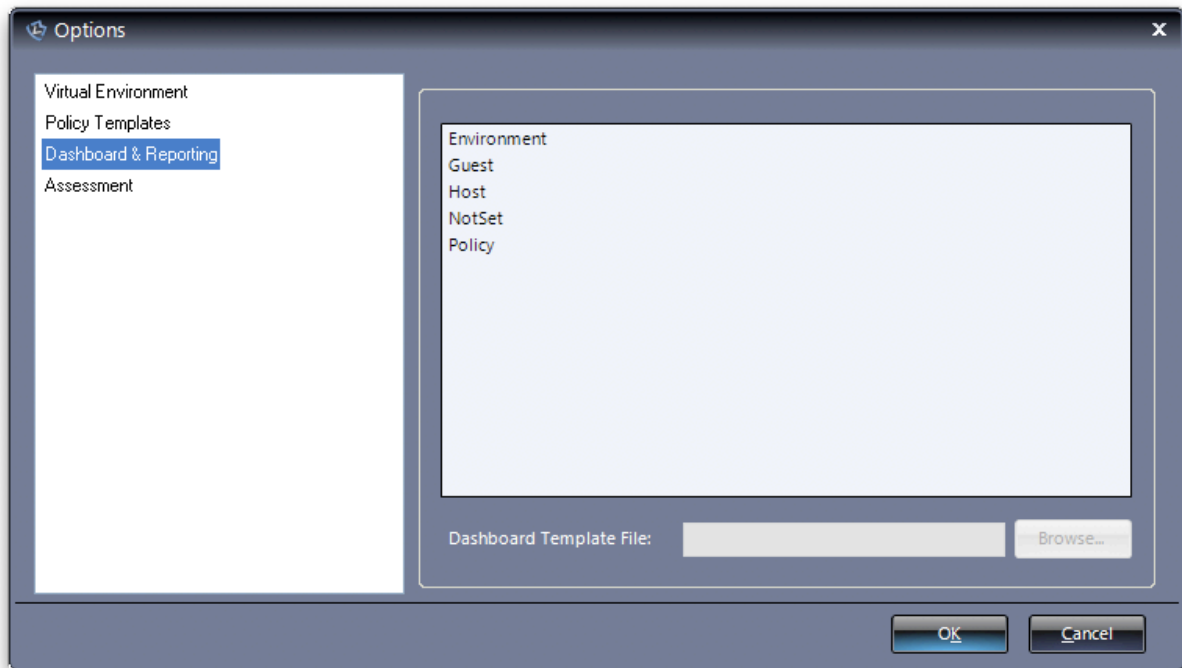 Options
X
Virtual Environment
Policy Templates
Dashboard & Reporting
Assessment
Environment
Guest
Host
NotSet
Policy
Dashboard Template File:
Browse...
OK
Cancel